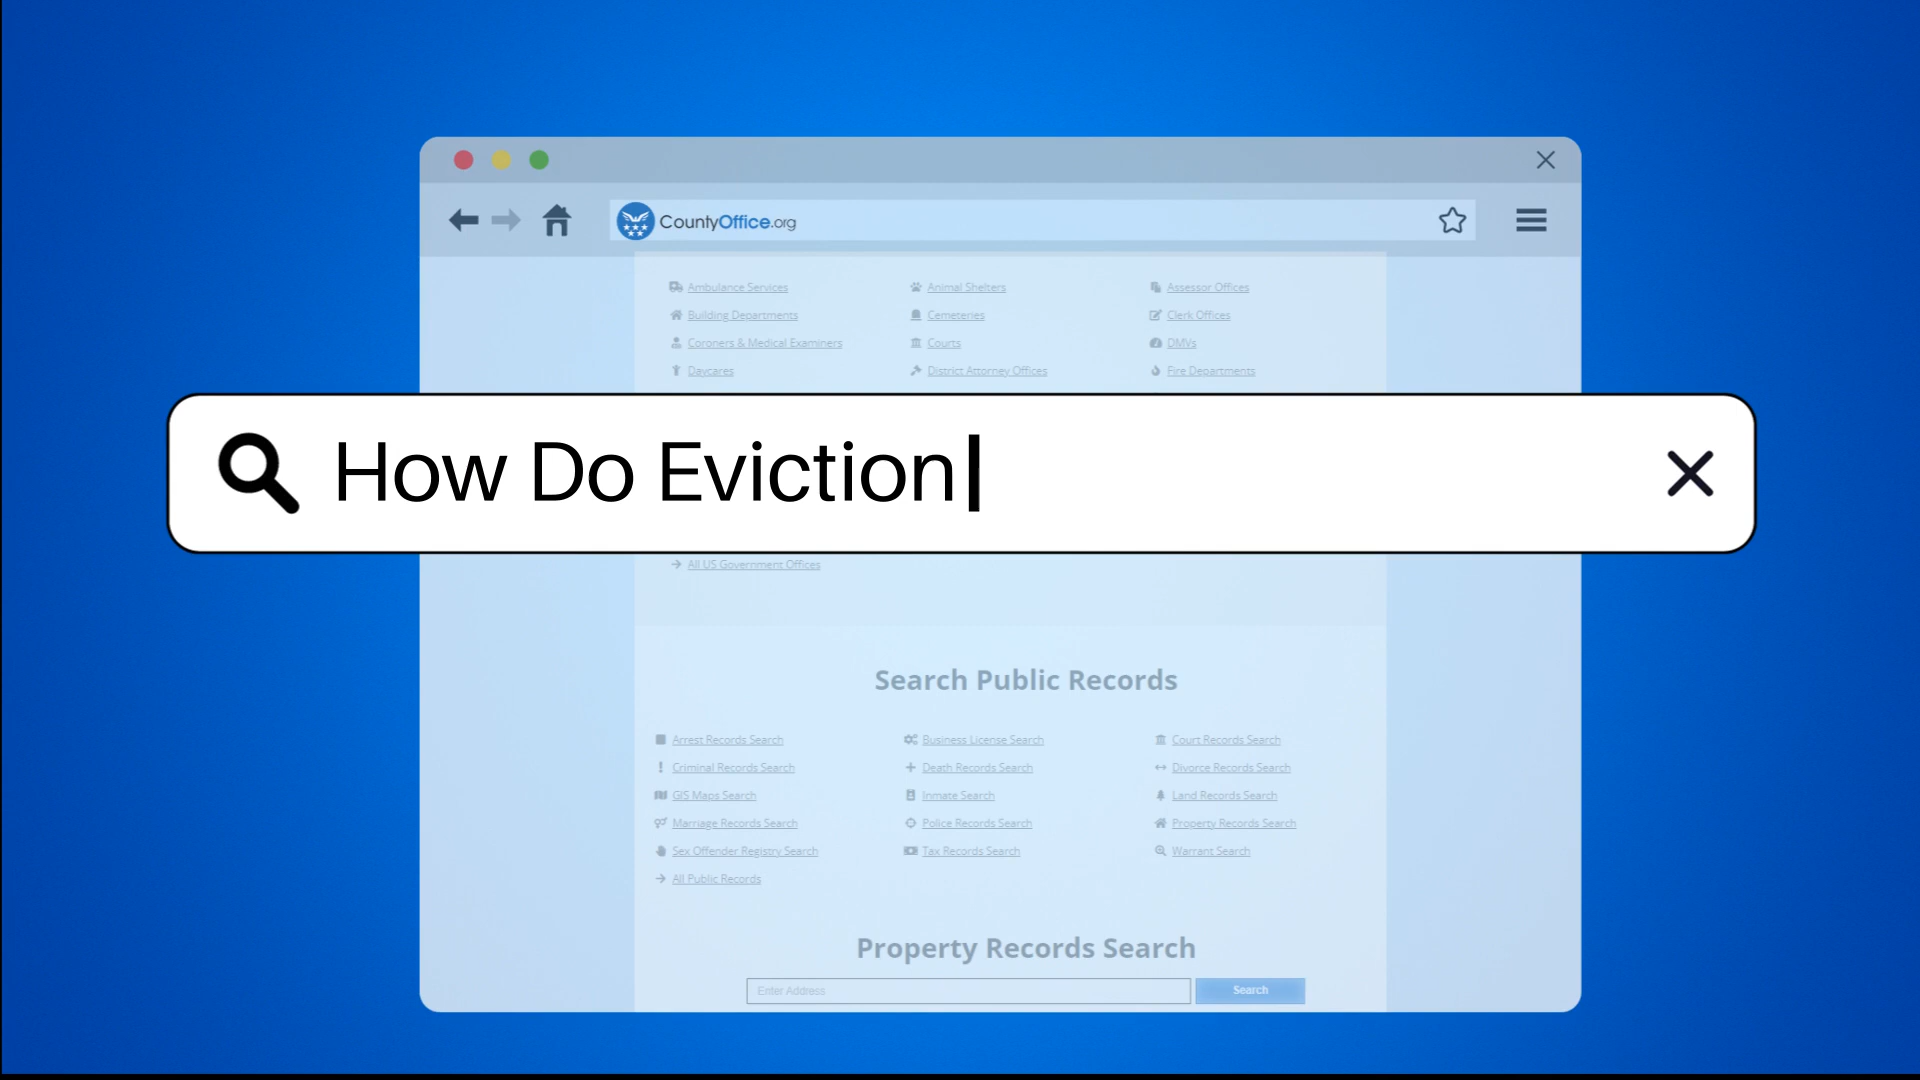 CountyOffice.org
Ambulance Services Animal Shelters Assessor Offices
Building Departments Cemeteries Clerk Offices
Coroners & Medical Examiners Courts DMVs
Daycares District Attorney Offices Fire Departments
How Do Eviction
All US Government Offices
Search Public Records
Arrest Records Search Business License Search Court Records Search
Criminal Records Search Death Records Search Divorce Records Search
GIS Maps Search Inmate Search Land Records Search
Marriage Records Search Police Records Search Property Records Search
Sex Offender Registry Search Tax Records Search Warrant Search
All Public Records
Property Records Search
Enter Address Search